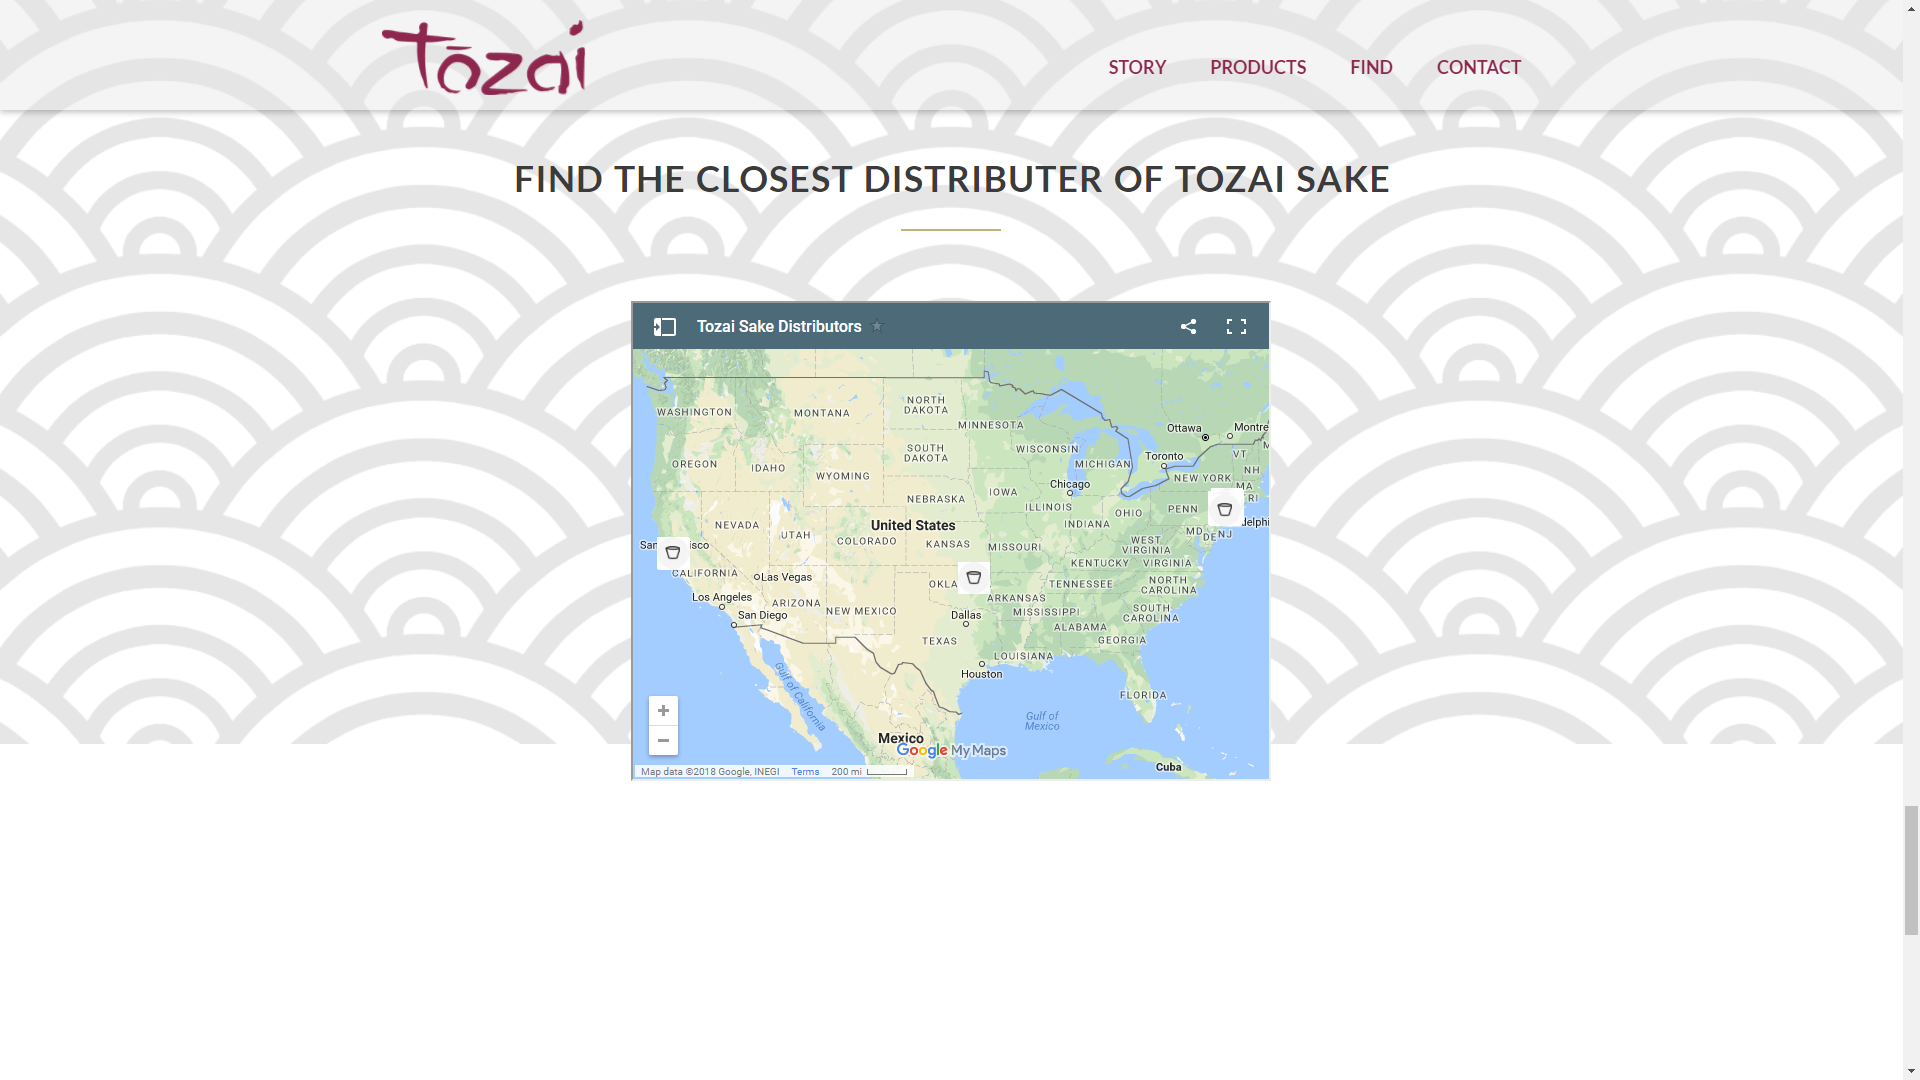 Tōzai
STORY PRODUCTS FIND CONTACT
FIND THE CLOSEST DISTRIBUTER OF TOZAI SAKE
Tozai Sake Distributors
WASHINGTON
MONTANA
NORTH
DAKOTA
MINNESOTA
Ottawa
Montre
SOUTH
DAKOTA
WISCONSIN
MICHIGAN
Toronto
VT
NH
OREGON
IDAHO
WYOMING
NEW YORK
MA
RI
Chicago
IOWA
NEBRASKA
ILLINOIS
OHIO
PENN
INDIANA
elphi
NEVADA
United States
UTAH
COLORADO
KANSAS
MISSOURI
WEST
VIRGINIA
MD
DE
NJ
San
isco
CALIFORNIA
Las Vegas
KENTUCKY
VIRGINIA
OKLA
TENNESSEE
NORTH
CAROLINA
Los Angeles
ARIZONA
NEW MEXICO
ARKANSAS
MISSISSIPPI
SOUTH
CAROLINA
San Diego
Dallas
ALABAMA
TEXAS
GEORGIA
LOUISIANA
Houston
Gulf of California
FLORIDA
Gulf of
Mexico
Mexico
Google My Maps
Cuba
+
−
Map data ©2018 Google, INEGI Terms 200 mi